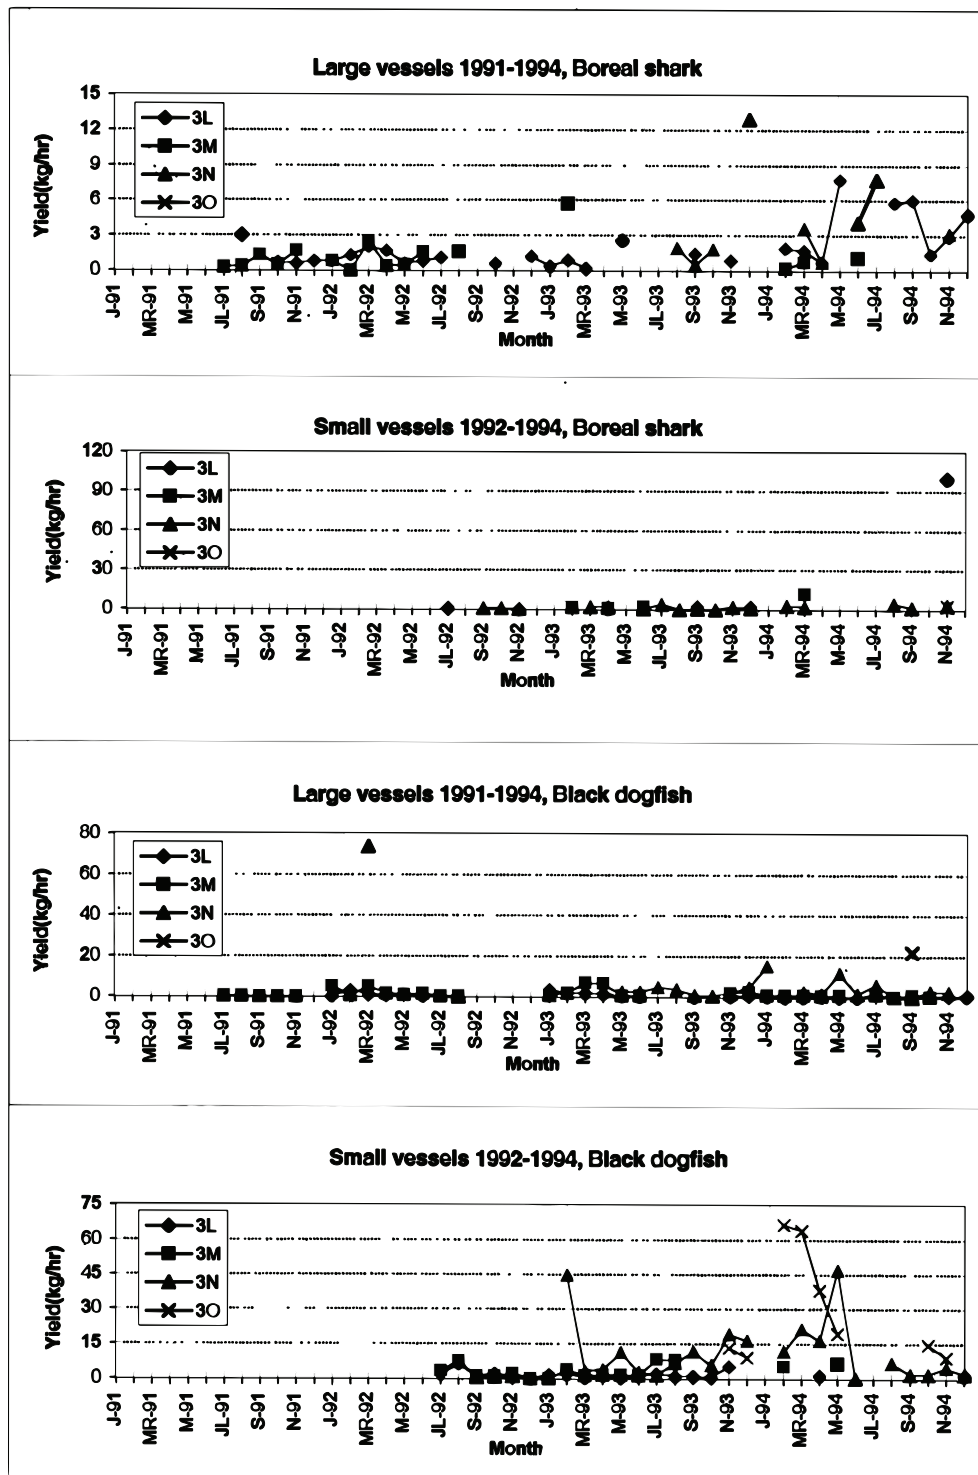 Large vessels 1991-1994, Boreal shark
15
12
9
6
3
0
Yield(kg/hr)
3L
3M
3N
3O
J-91 MR-91 M-91 JL-91 S-91 N-91 J-92 MR-92 M-92 JL-92 S-92 N-92 J-93 MR-93 M-93 JL-93 S-93 N-93 J-94 MR-94 M-94 JL-94 S-94 N-94
Month
Small vessels 1992-1994, Boreal shark
120
90
60
30
0
Yield(kg/hr)
3L
3M
3N
3O
J-91 MR-91 M-91 JL-91 S-91 N-91 J-92 MR-92 M-92 JL-92 S-92 N-92 J-93 MR-93 M-93 JL-93 S-93 N-93 J-94 MR-94 M-94 JL-94 S-94 N-94
Month
Large vessels 1991-1994, Black dogfish
80
60
40
20
0
Yield(kg/hr)
3L
3M
3N
3O
J-91 MR-91 M-91 JL-91 S-91 N-91 J-92 MR-92 M-92 JL-92 S-92 N-92 J-93 MR-93 M-93 JL-93 S-93 N-93 J-94 MR-94 M-94 JL-94 S-94 N-94
Month
Small vessels 1992-1994, Black dogfish
75
60
45
30
15
0
Yield(kg/hr)
3L
3M
3N
3O
J-91 MR-91 M-91 JL-91 S-91 N-91 J-92 MR-92 M-92 JL-92 S-92 N-92 J-93 MR-93 M-93 JL-93 S-93 N-93 J-94 MR-94 M-94 JL-94 S-94 N-94
Month